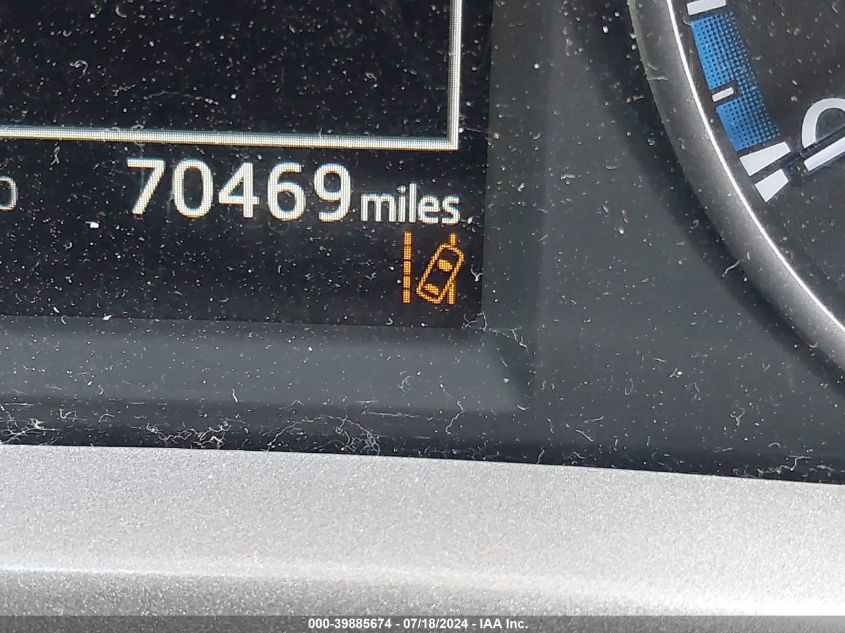 70469 miles
000-39885674 / 07/18/2024 - IAA Inc.